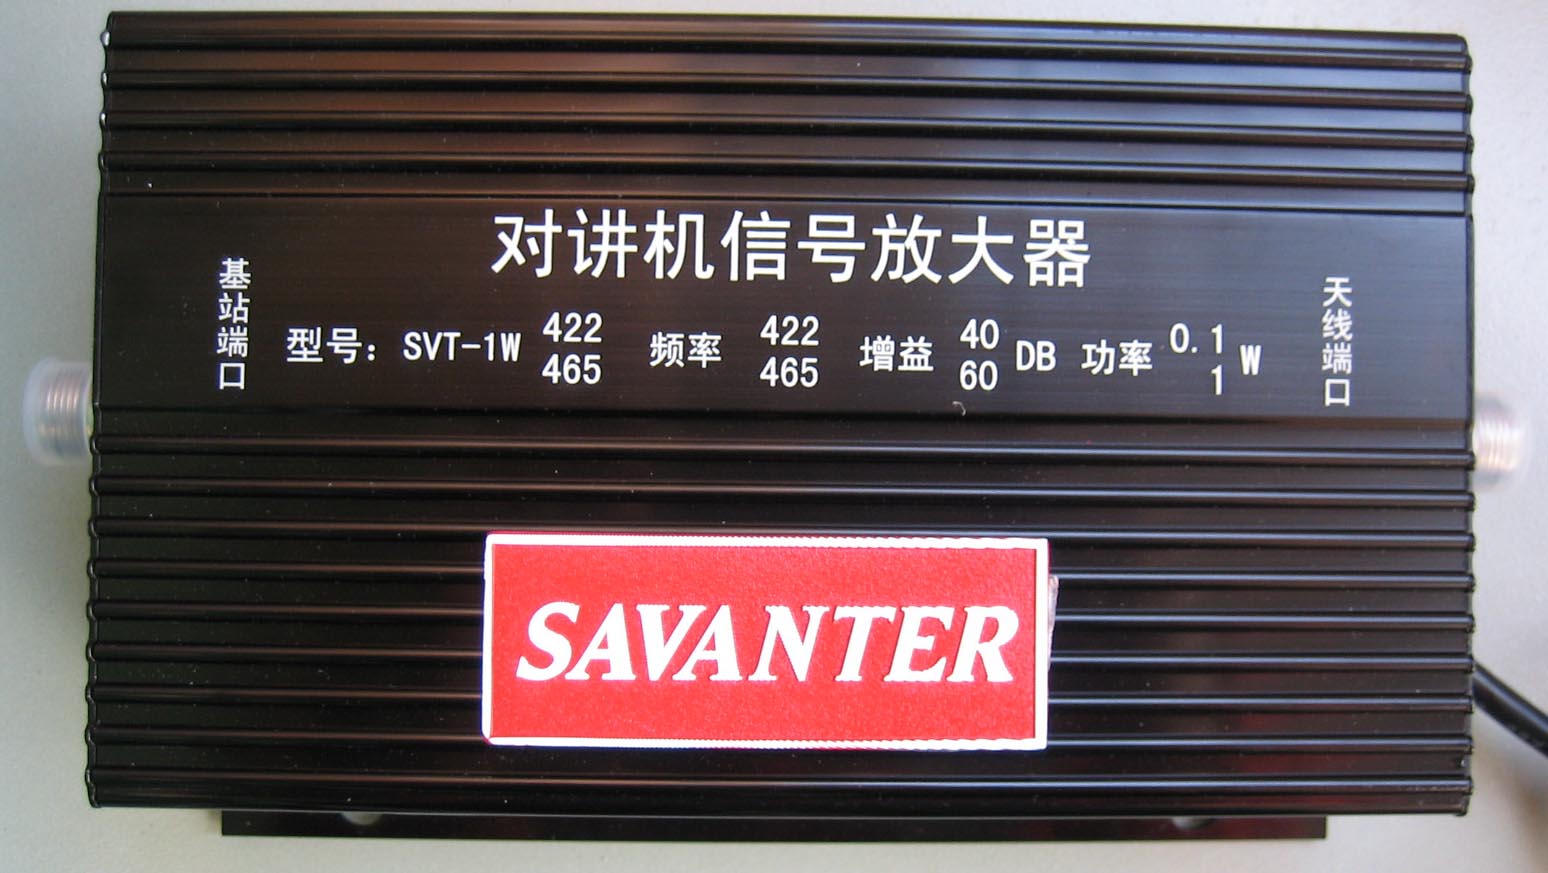 对讲机信号放大器
基站端口
型号：SVT-1W 422 频率 422 增益 40 DB 功率 0.1 W
465 465 60 1
天线端口
SAVANTER